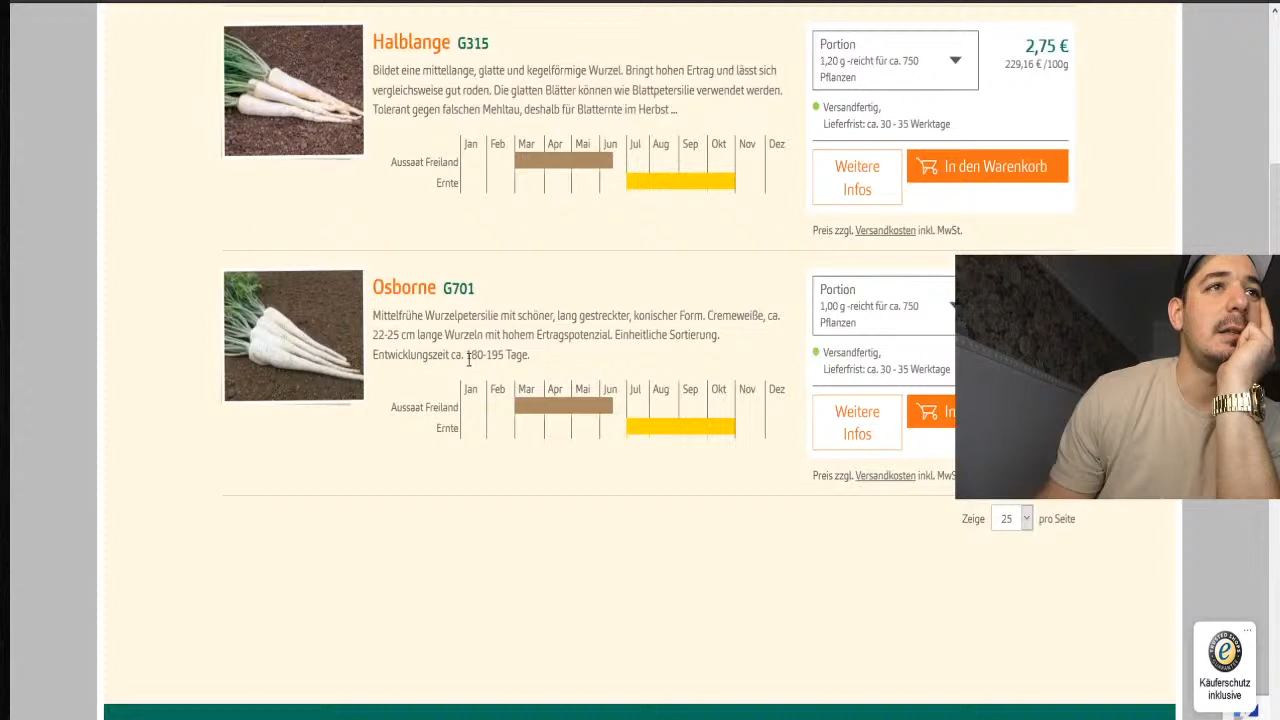 Halblange G315
Bildet eine mittellange, glatte und kegelförmige Wurzel. Bringt hohen Ertrag und lässt sich
vergleichsweise gut roden. Die glatten Blätter können wie Blattpetersilie verwendet werden.
Tolerant gegen falschen Mehltau, deshalb für Blatternte im Herbst ...
Jan Feb Mar Apr Mai Jun Jul Aug Sep Okt Nov Dez
Aussaat Freiland
Ernte
Portion
1,20 g -reicht für ca. 750
Pflanzen
2,75 €
229,16 € /100g
Versandfertig,
Lieferfrist: ca. 30 - 35 Werktage
Weitere
Infos
In den Warenkorb
Preis zzgl. Versandkosten inkl. MwSt.
Osborne G701
Mittelfrühe Wurzelpetersilie mit schöner, lang gestreckter, konischer Form. Cremeweiße, ca.
22-25 cm lange Wurzeln mit hohem Ertragspotenzial. Einheitliche Sortierung.
Entwicklungszeit ca. 180-195 Tage.
Jan Feb Mar Apr Mai Jun Jul Aug Sep Okt Nov Dez
Aussaat Freiland
Ernte
Portion
1,00 g -reicht für ca. 750
Pflanzen
Versandfertig,
Lieferfrist: ca. 30 - 35 Werktage
Weitere
Infos
In
Preis zzgl. Versandkosten inkl. MwS
Zeige 25 pro Seite
TRUSTED SHOPS
GUARANTEE
e
Käuferschutz
inklusive